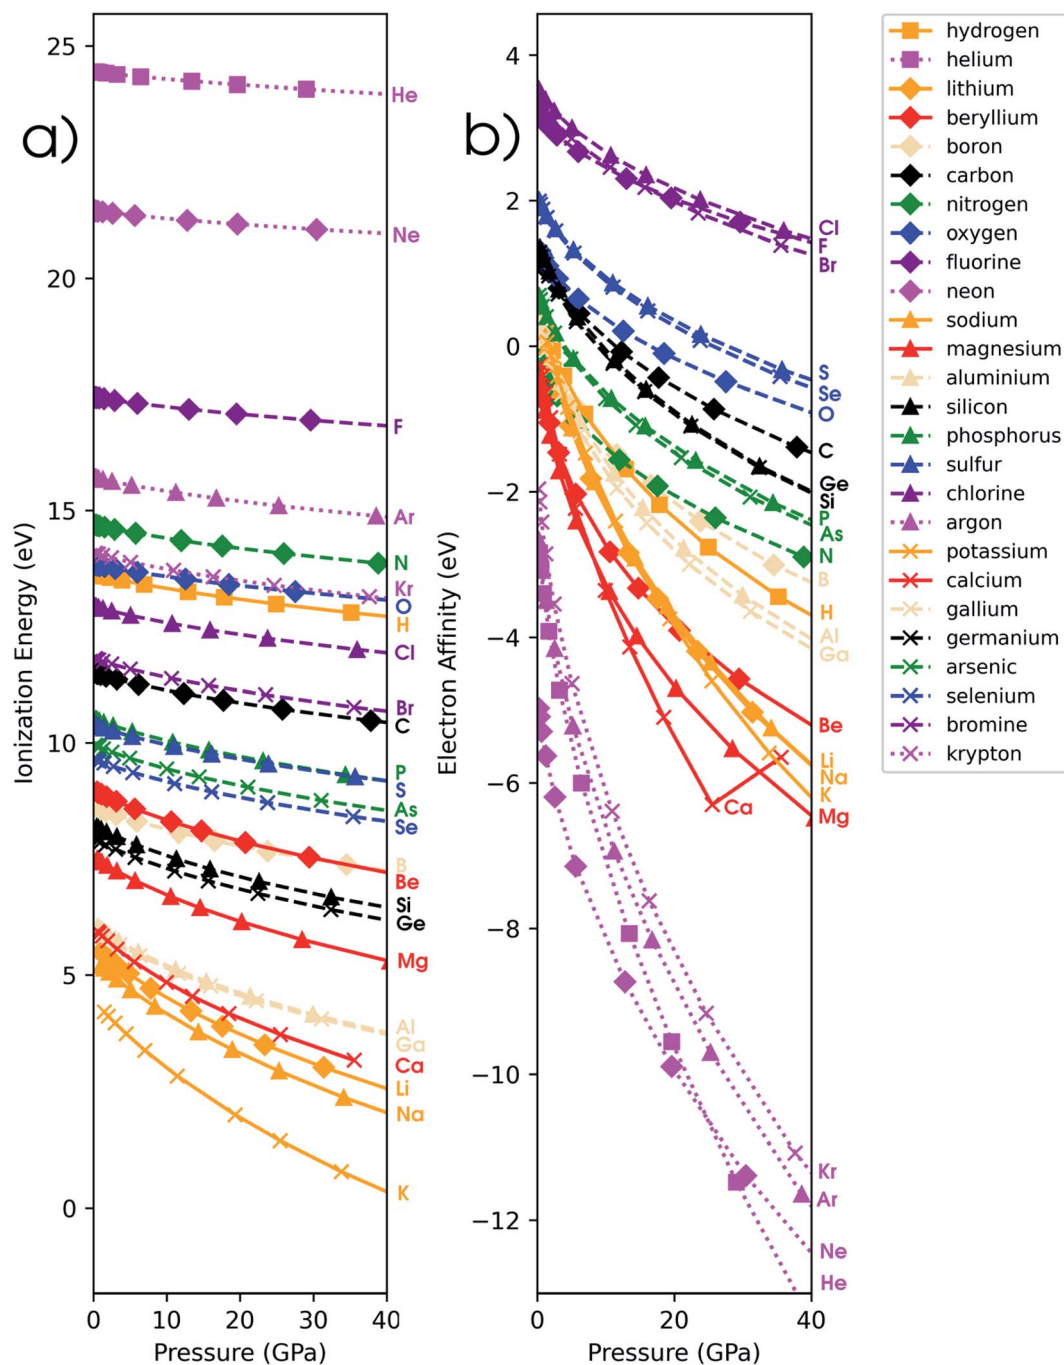 a)
Ionization Energy (eV)
25
20
15
10
5
0
He
Ne
F
Ar
N
Kr
O
H
Cl
Br
C
P
S
As
Se
B
Be
Si
Ge
Mg
Al
Ga
Ca
Li
Na
K
0 10 20 30 40
Pressure (GPa)
b)
Electron Affinity (eV)
4
2
0
−2
−4
−6
−8
−10
−12
Cl
F
Br
S
Se
O
C
Ge
Si
P
As
N
B
H
Al
Ga
Be
Li
Na
K
Ca
Mg
Kr
Ar
Ne
He
0 20 40
Pressure (GPa)
hydrogen
helium
lithium
beryllium
boron
carbon
nitrogen
oxygen
fluorine
neon
sodium
magnesium
aluminium
silicon
phosphorus
sulfur
chlorine
argon
potassium
calcium
gallium
germanium
arsenic
selenium
bromine
krypton